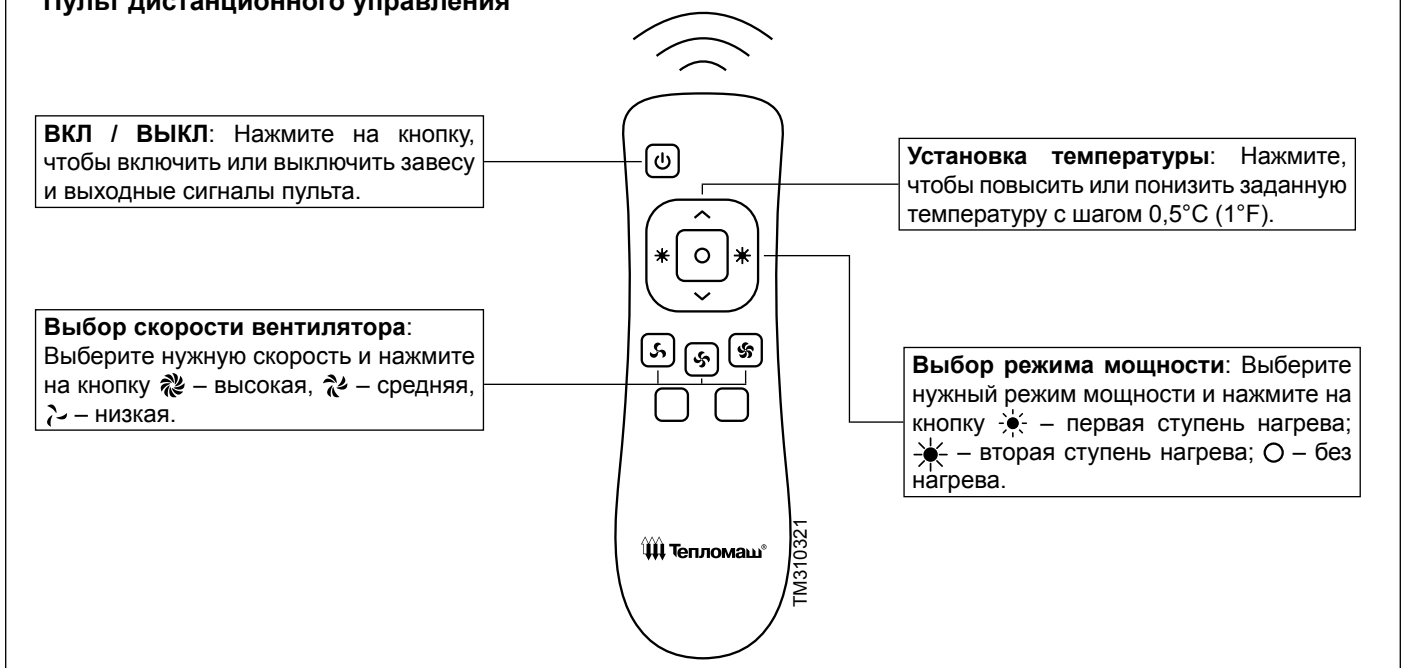 Пульт дистанционного управления
ВКЛ / ВЫКЛ: Нажмите на кнопку,
чтобы включить или выключить завесу
и выходные сигналы пульта.
Установка температуры: Нажмите,
чтобы повысить или понизить заданную
температуру с шагом 0,5°C (1°F).
Выбор скорости вентилятора:
Выберите нужную скорость и нажмите
на кнопку – высокая, – средняя,
– низкая.
Выбор режима мощности: Выберите
нужный режим мощности и нажмите на
кнопку – первая ступень нагрева;
– вторая ступень нагрева; – без
нагрева.
Тепломаш®
TM310321